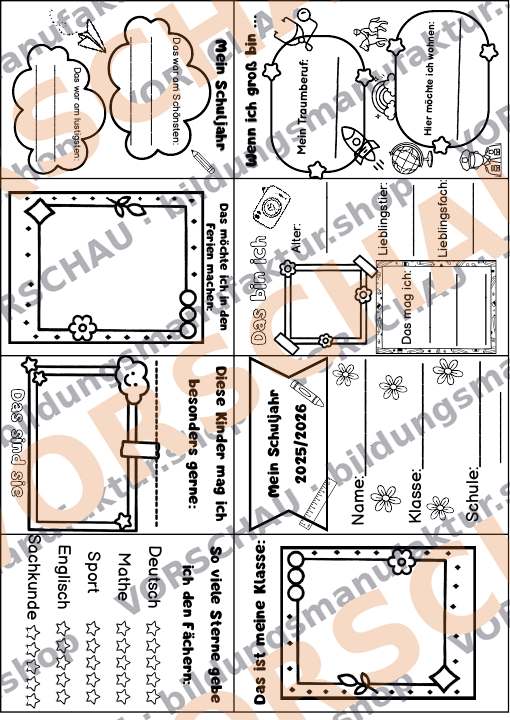 Mein Schuljahr
Das war am Schönsten:
Das war am lustigsten:
Wenn ich groß bin ...
Mein Traumberuf:
Hier möchte ich wohnen:
Das möchte ich in den
Ferien machen:
Das bin ich
Alter:
Lieblingstier:
Lieblingsfach:
Das mag ich:
Diese Kinder mag ich
besonders gerne:
Das sind sie
Mein Schuljahr
2025/2026
Name:
Klasse:
Schule:
So viele Sterne gebe
ich den Fächern:
Deutsch
Mathe
Sport
Englisch
Sachkunde
Das ist meine Klasse:
VORSCHAU · bildungsmanufaktur.shop
VORSCHAU